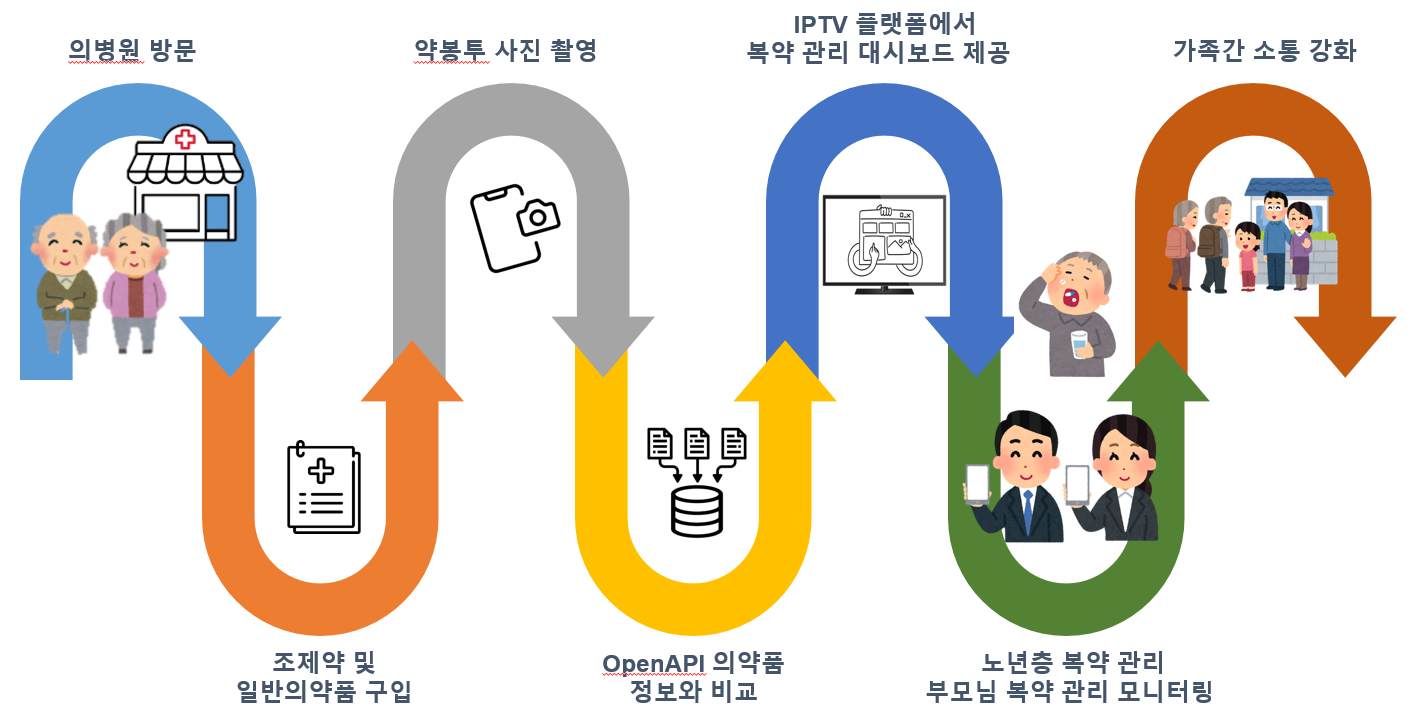 의병원 방문
조제약 및
일반의약품 구입
약봉투 사진 촬영
OpenAPI 의약품
정보와 비교
IPTV 플랫폼에서
복약 관리 대시보드 제공
노년층 복약 관리
부모님 복약 관리 모니터링
가족간 소통 강화